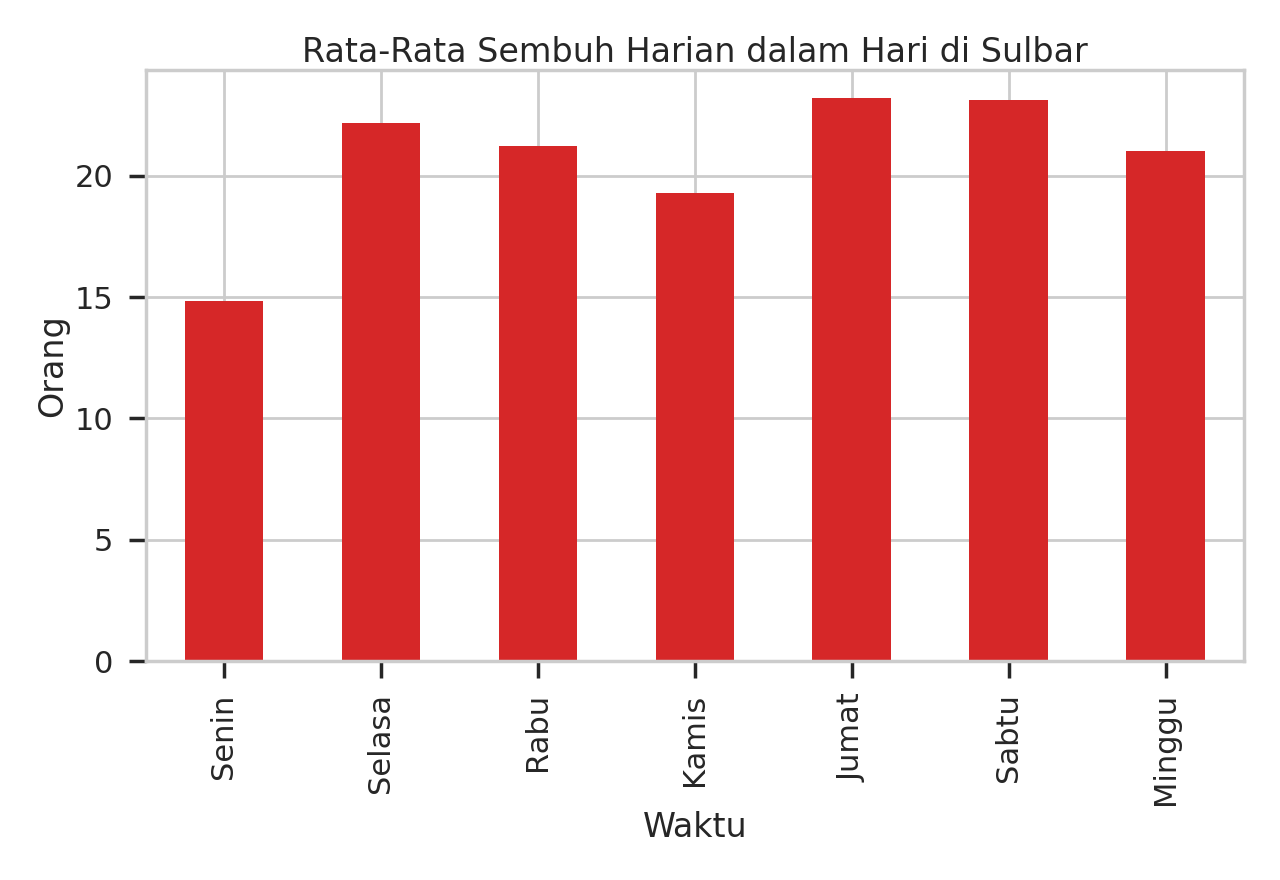 Rata-Rata Sembuh Harian dalam Hari di Sulbar
Orang
20
15
10
5
0
Senin
Selasa
Rabu
Kamis
Jumat
Sabtu
Minggu
Waktu